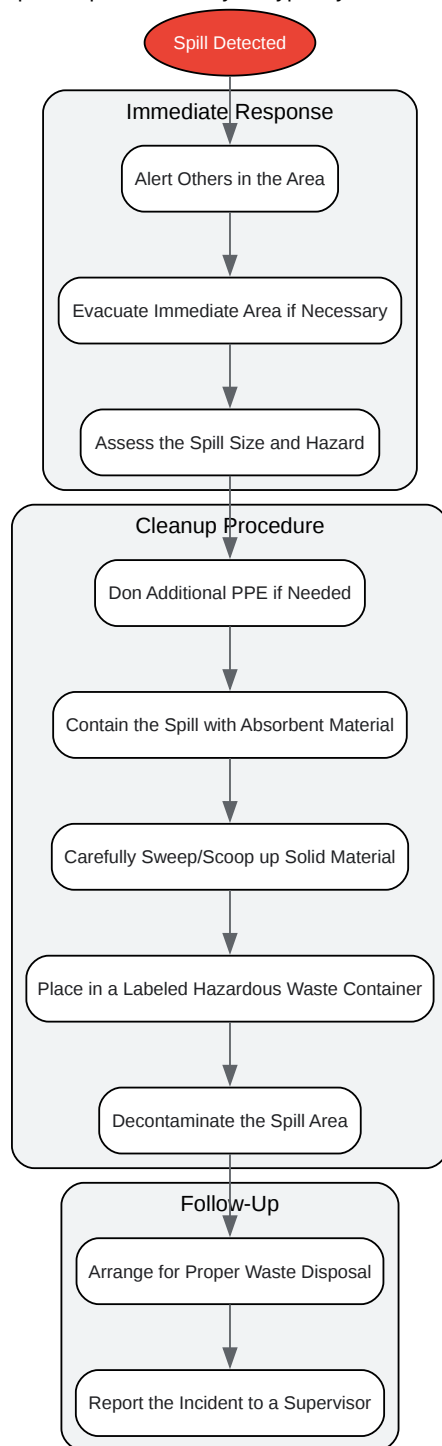 Spill Detected
Immediate Response
Alert Others in the Area
Evacuate Immediate Area if Necessary
Assess the Spill Size and Hazard
Cleanup Procedure
Don Additional PPE if Needed
Contain the Spill with Absorbent Material
Carefully Sweep/Scoop up Solid Material
Place in a Labeled Hazardous Waste Container
Decontaminate the Spill Area
Follow-Up
Arrange for Proper Waste Disposal
Report the Incident to a Supervisor